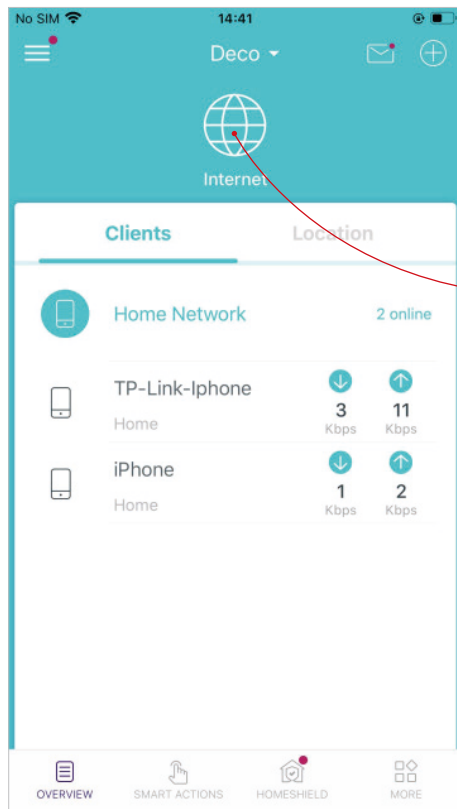 No SIM 14:41
Deco
Internet
Clients Location
Home Network 2 online
TP-Link-Iphone
Home
3 11
Kbps Kbps
iPhone
Home
1 2
Kbps Kbps
OVERVIEW SMART ACTIONS HOMESHIELD MORE